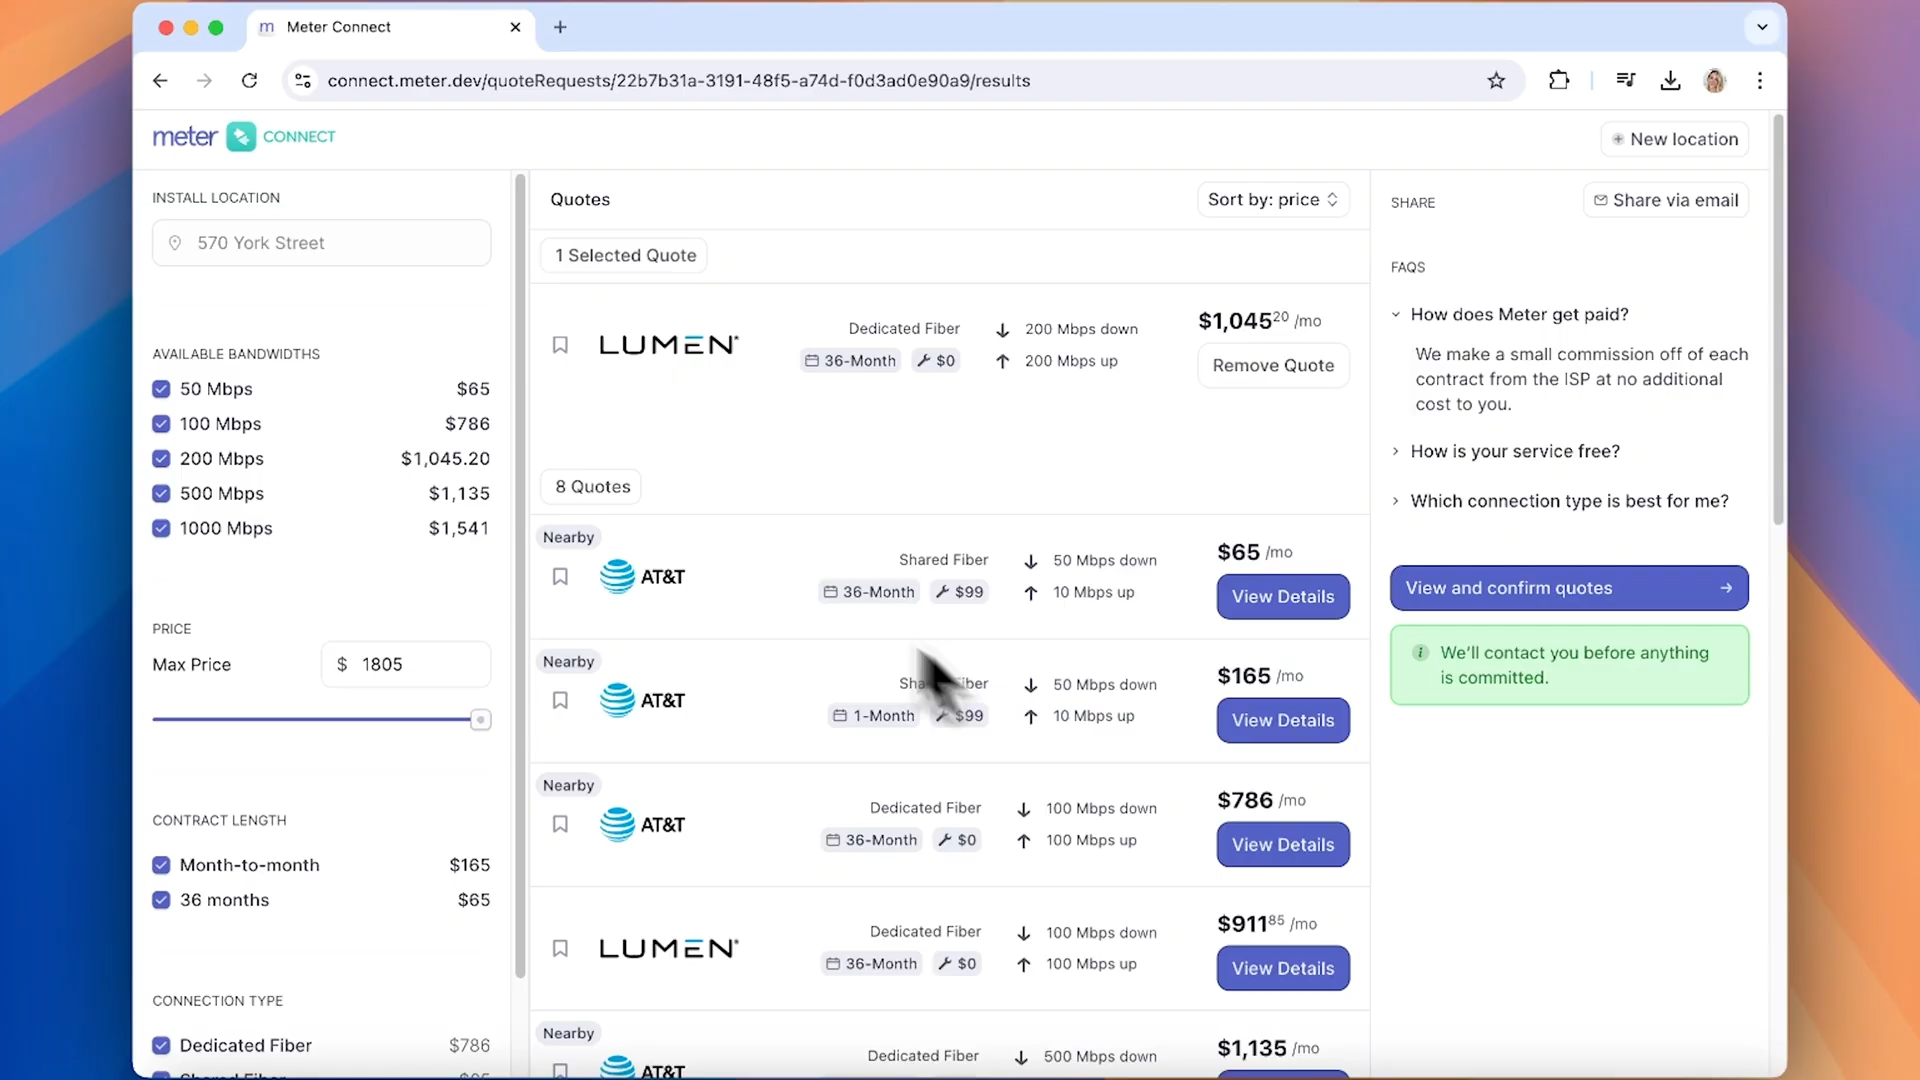 m Meter Connect
connect.meter.dev/quoteRequests/22b7b31a-3191-48f5-a74d-f0d3ad0e90a9/results
meter CONNECT
New location
INSTALL LOCATION
570 York Street
AVAILABLE BANDWIDTHS
50 Mbps $65
100 Mbps $786
200 Mbps $1,045.20
500 Mbps $1,135
1000 Mbps $1,541
PRICE
Max Price $ 1805
CONTRACT LENGTH
Month-to-month $165
36 months $65
CONNECTION TYPE
Dedicated Fiber $786
Quotes
Sort by: price
1 Selected Quote
LUMEN
Dedicated Fiber
36-Month $0
200 Mbps down
200 Mbps up
$1,045.20 /mo
Remove Quote
8 Quotes
Nearby
AT&T
Shared Fiber
36-Month $99
50 Mbps down
10 Mbps up
$65 /mo
View Details
Nearby
AT&T
Fiber
1-Month $99
50 Mbps down
10 Mbps up
$165 /mo
View Details
Nearby
AT&T
Dedicated Fiber
36-Month $0
100 Mbps down
100 Mbps up
$786 /mo
View Details
LUMEN
Dedicated Fiber
36-Month $0
100 Mbps down
100 Mbps up
$911 85 /mo
View Details
Nearby
AT&T
Dedicated Fiber
500 Mbps down
$1,135 /mo
SHARE
Share via email
FAQS
How does Meter get paid?
We make a small commission off of each
contract from the ISP at no additional
cost to you.
How is your service free?
Which connection type is best for me?
View and confirm quotes
We'll contact you before anything
is committed.